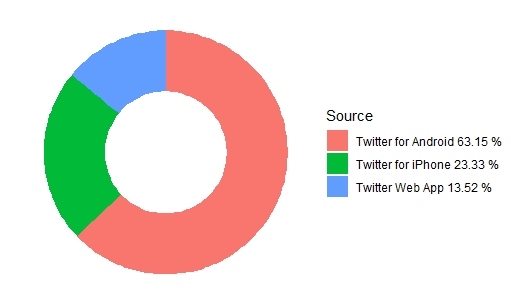 Source
Twitter for Android 63.15 %
Twitter for iPhone 23.33 %
Twitter Web App 13.52 %